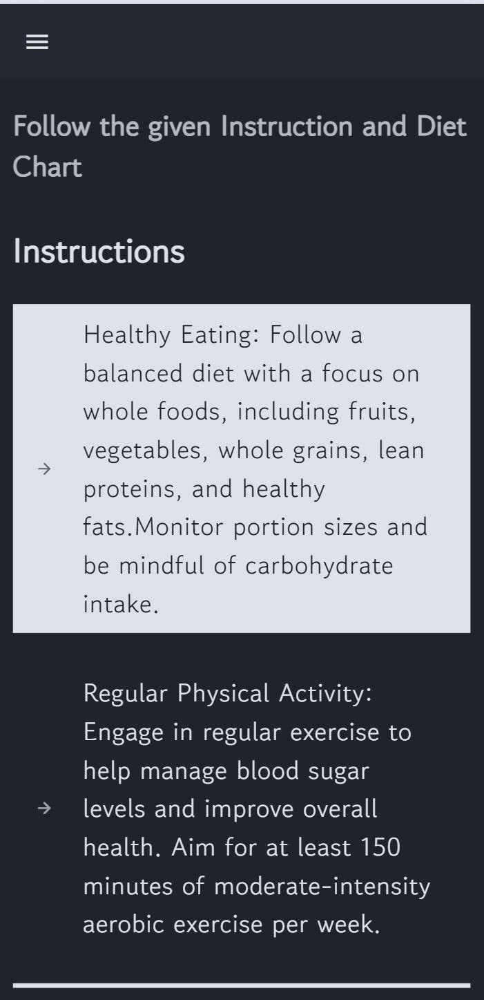 Follow the given Instruction and Diet
Chart
Instructions
Healthy Eating: Follow a
balanced diet with a focus on
whole foods, including fruits,
vegetables, whole grains, lean
proteins, and healthy
fats.Monitor portion sizes and
be mindful of carbohydrate
intake.
Regular Physical Activity:
Engage in regular exercise to
help manage blood sugar
levels and improve overall
health. Aim for at least 150
minutes of moderate-intensity
aerobic exercise per week.